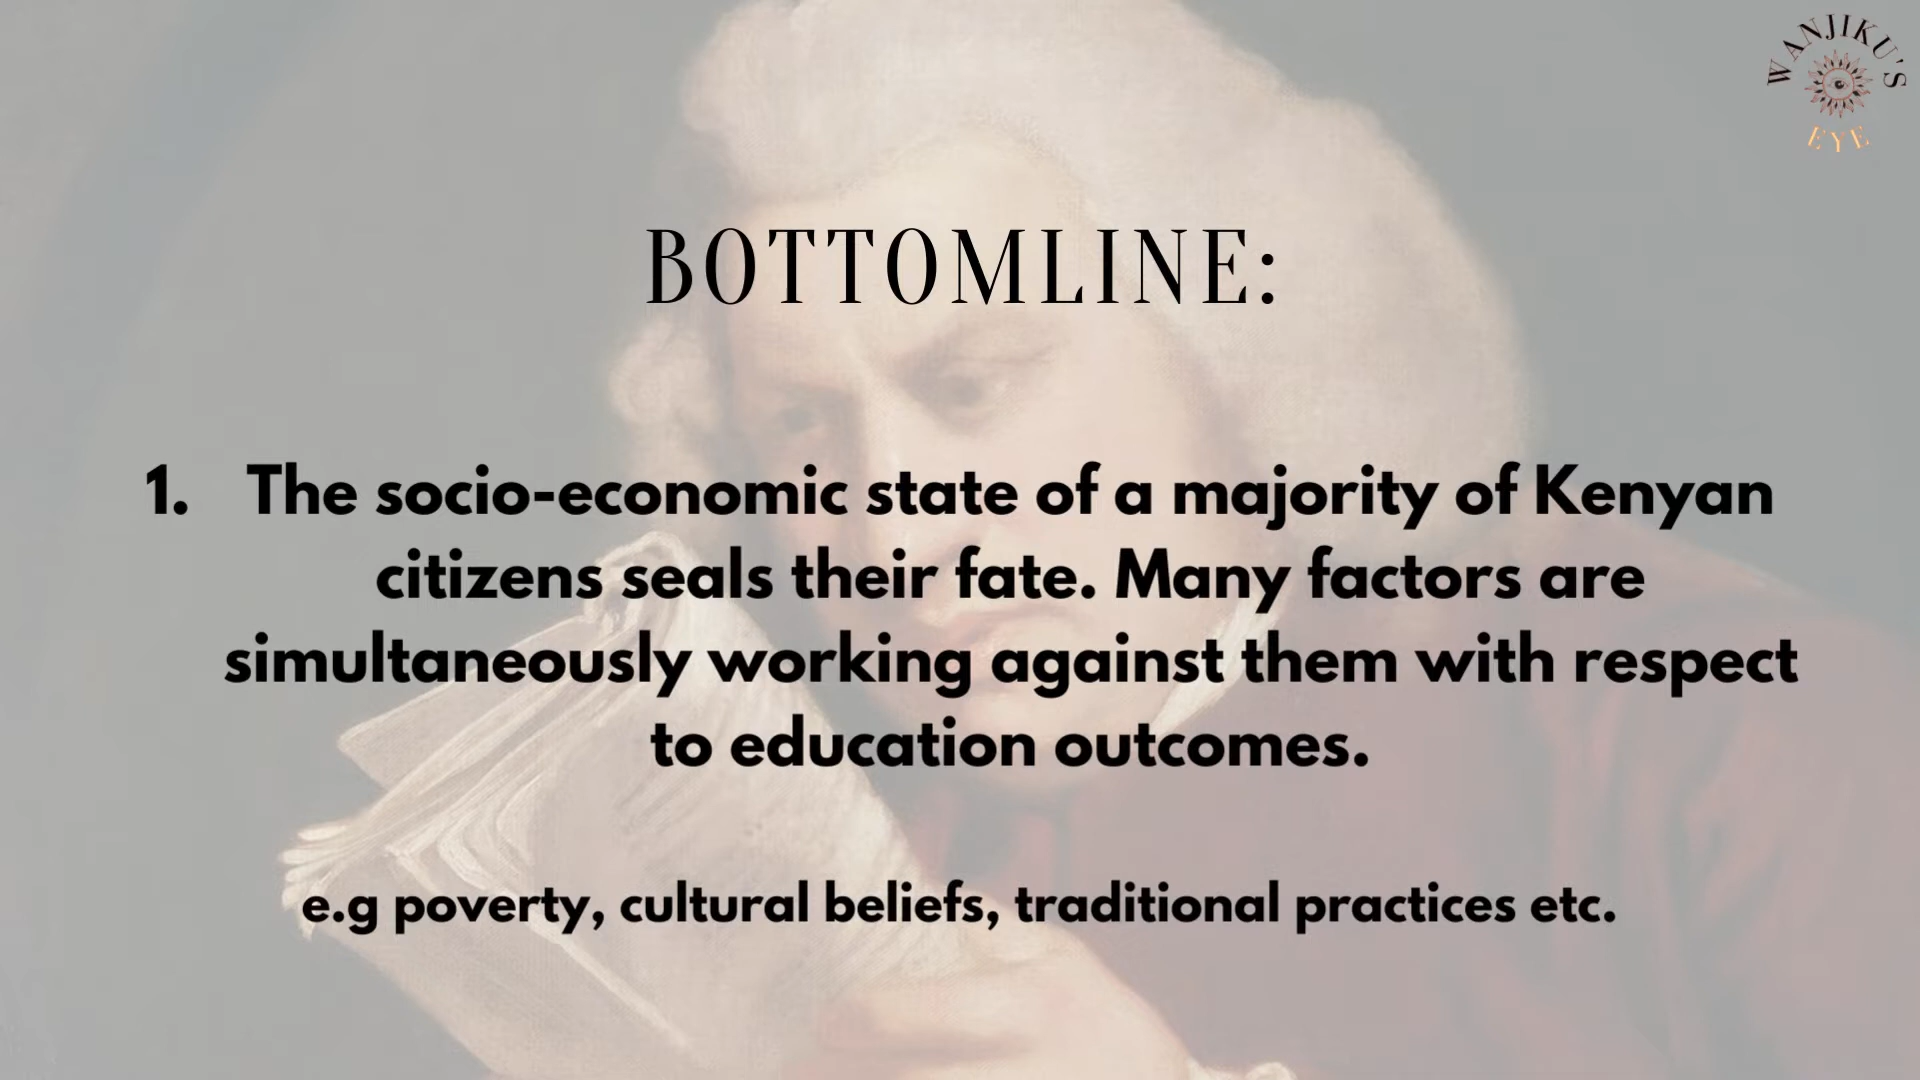 WANJIKU'S
EYE
BOTTOMLINE:
1. The socio-economic state of a majority of Kenyan
citizens seals their fate. Many factors are
simultaneously working against them with respect
to education outcomes.
e.g poverty, cultural beliefs, traditional practices etc.